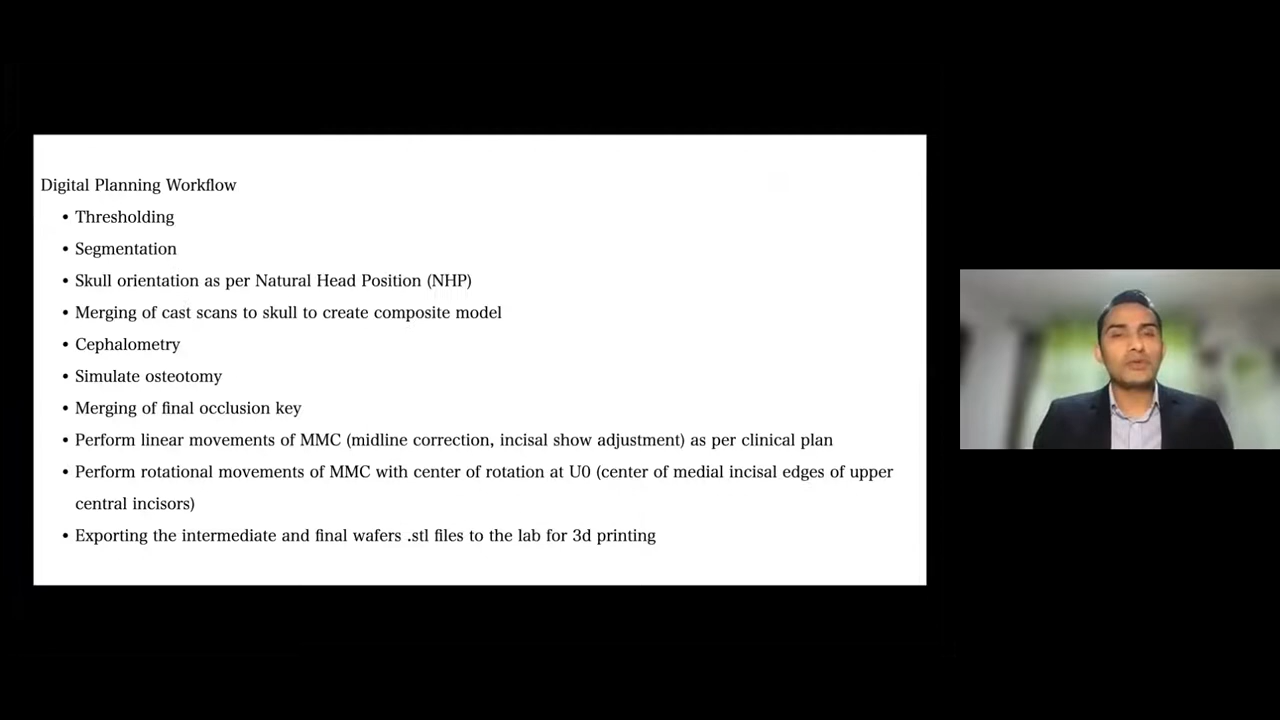 Digital Planning Workflow
• Thresholding
• Segmentation
• Skull orientation as per Natural Head Position (NHP)
• Merging of cast scans to skull to create composite model
• Cephalometry
• Simulate osteotomy
• Merging of final occlusion key
• Perform linear movements of MMC (midline correction, incisal show adjustment) as per clinical plan
• Perform rotational movements of MMC with center of rotation at U0 (center of medial incisal edges of upper
central incisors)
• Exporting the intermediate and final wafers .stl files to the lab for 3d printing